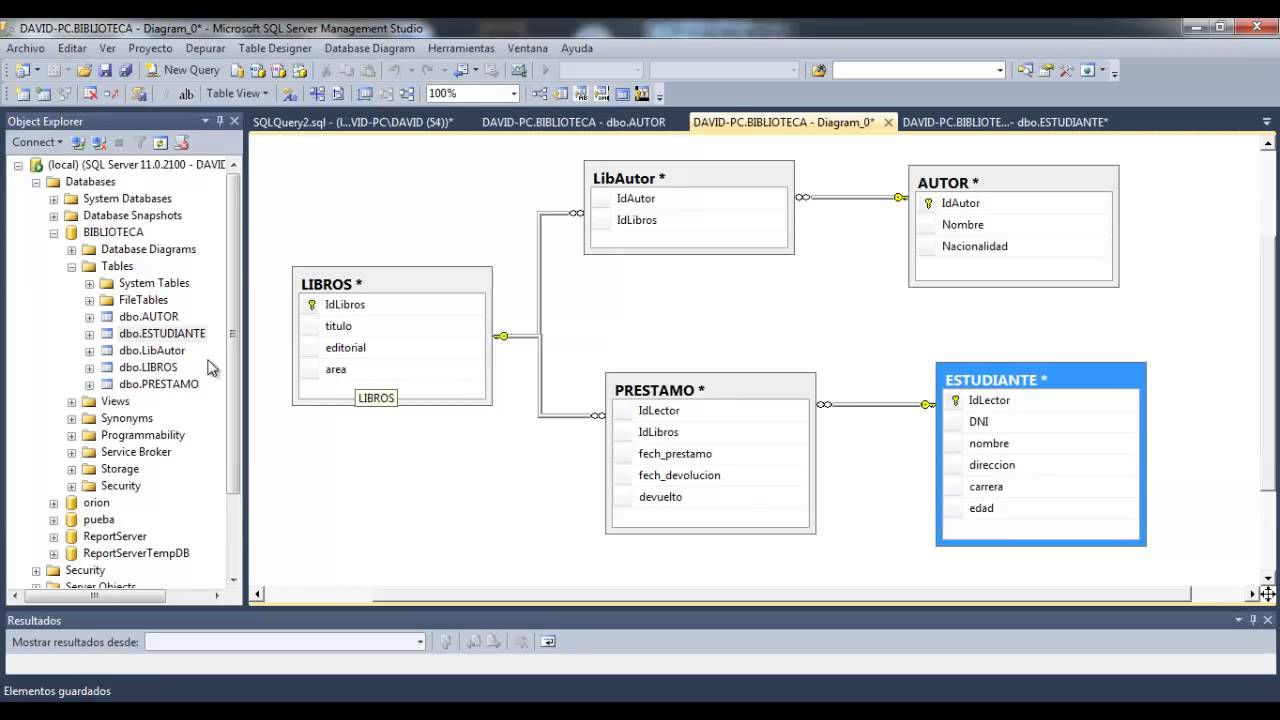 DAVID-PC.BIBLIOTECA - Diagram_0* - Microsoft SQL Server Management Studio
Archivo Editar Ver Proyecto Depurar Table Designer Database Diagram Herramientas Ventana Ayuda
New Query
Table View 100%
Object Explorer
Connect
SQLQuery2.sql - (l...VID-PC\DAVID (54))* DAVID-PC.BIBLIOTECA - dbo.AUTOR DAVID-PC.BIBLIOTECA - Diagram_0* DAVID-PC.BIBLIOTE...- dbo.ESTUDIANTE*
(local) (SQL Server 11.0.2100 - DAVID
Databases
System Databases
Database Snapshots
BIBLIOTECA
Database Diagrams
Tables
System Tables
FileTables
dbo.AUTOR
dbo.ESTUDIANTE
dbo.LibAutor
dbo.LIBROS
dbo.PRESTAMO
Views
Synonyms
Programmability
Service Broker
Storage
Security
orion
pueba
ReportServer
ReportServerTempDB
Security
Server Objects
LibAutor *
IdAutor
IdLibros
AUTOR *
IdAutor
Nombre
Nacionalidad
LIBROS *
IdLibros
titulo
editorial
area
LIBROS
PRESTAMO *
IdLector
IdLibros
fech_prestamo
fech_devolucion
devuelto
ESTUDIANTE *
IdLector
DNI
nombre
direccion
carrera
edad
Resultados
Mostrar resultados desde:
Elementos guardados